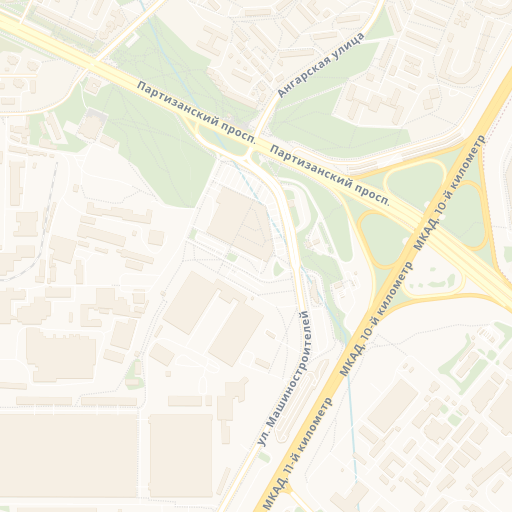 Ангарская улица
Партизанский просп.
Партизанский просп.
МКАД, 10-й километр
МКАД, 10-й километр
ул. Машиностроителей
МКАД, 11-й километр